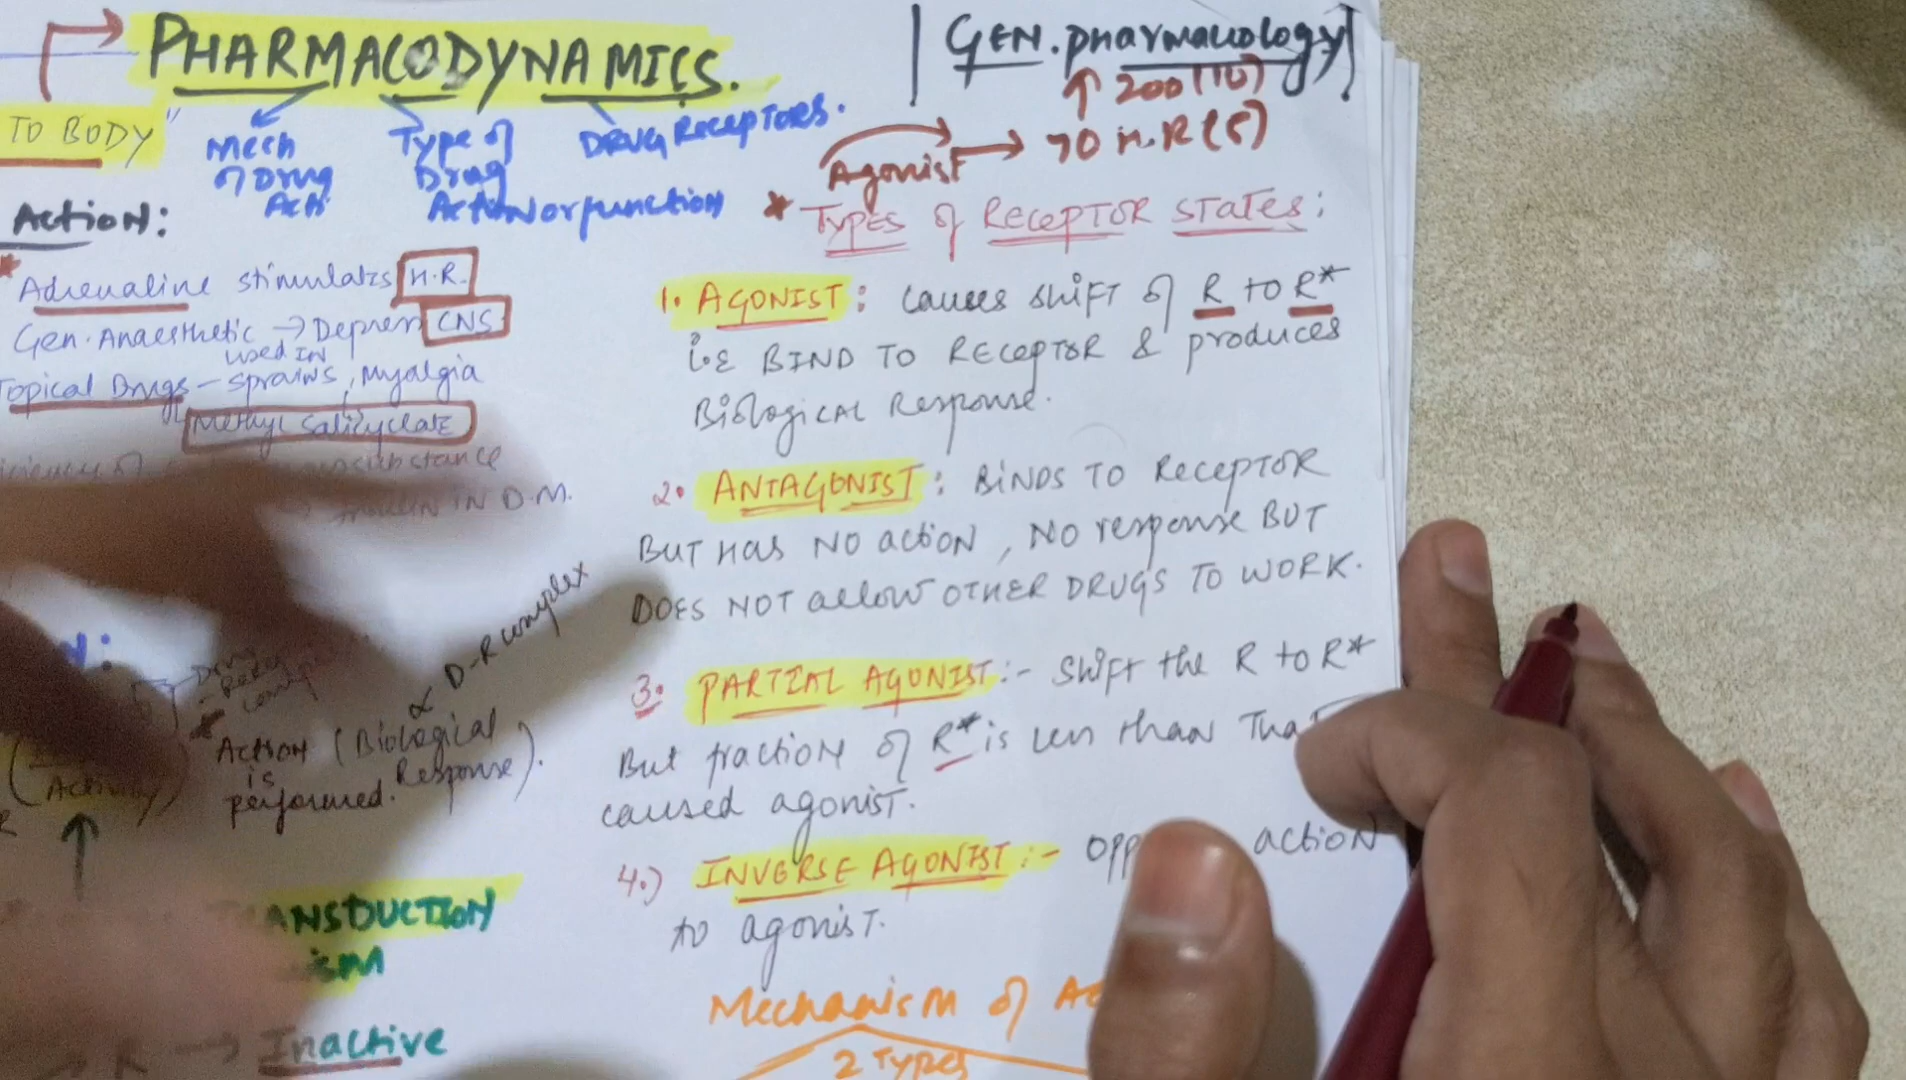 PHARMACODYNAMICS.
GEN. pharmacology
TO BODY"
Mech of Drug Actn
Type of Drug Action or function
DRUG RECEPTORS.
↑ 200 (10)
Agonist → 70 H.R (5)
Action:
* Adrenaline stimulates H.R.
Gen. Anaesthetic → Depress CNS
used IN
Topical Drugs - sprains, Myalgia
Methyl Salicylate
substance
IN D.M.
∝ D-R complex
Action (Biological Response).
is performed.
(Activity)
TRANSDUCTION
R → Inactive
* TYPES of RECEPTOR STATES:
1. AGONIST: causes shift of R to R*
i.e BIND TO RECEPTOR & produces
BiologicAL Response.
2. ANTAGONIST: BINDS TO RECEPTOR
BUT HAS NO action, NO response BUT
DOES NOT allow OTHER DRUGS TO WORK.
3. PARTIAL AGONIST:- Shift the R to R*
But fraction of R* is less than That
caused agonist.
4.) INVERSE AGONIST:- action
to agonist.
Mechanism of
2 Types